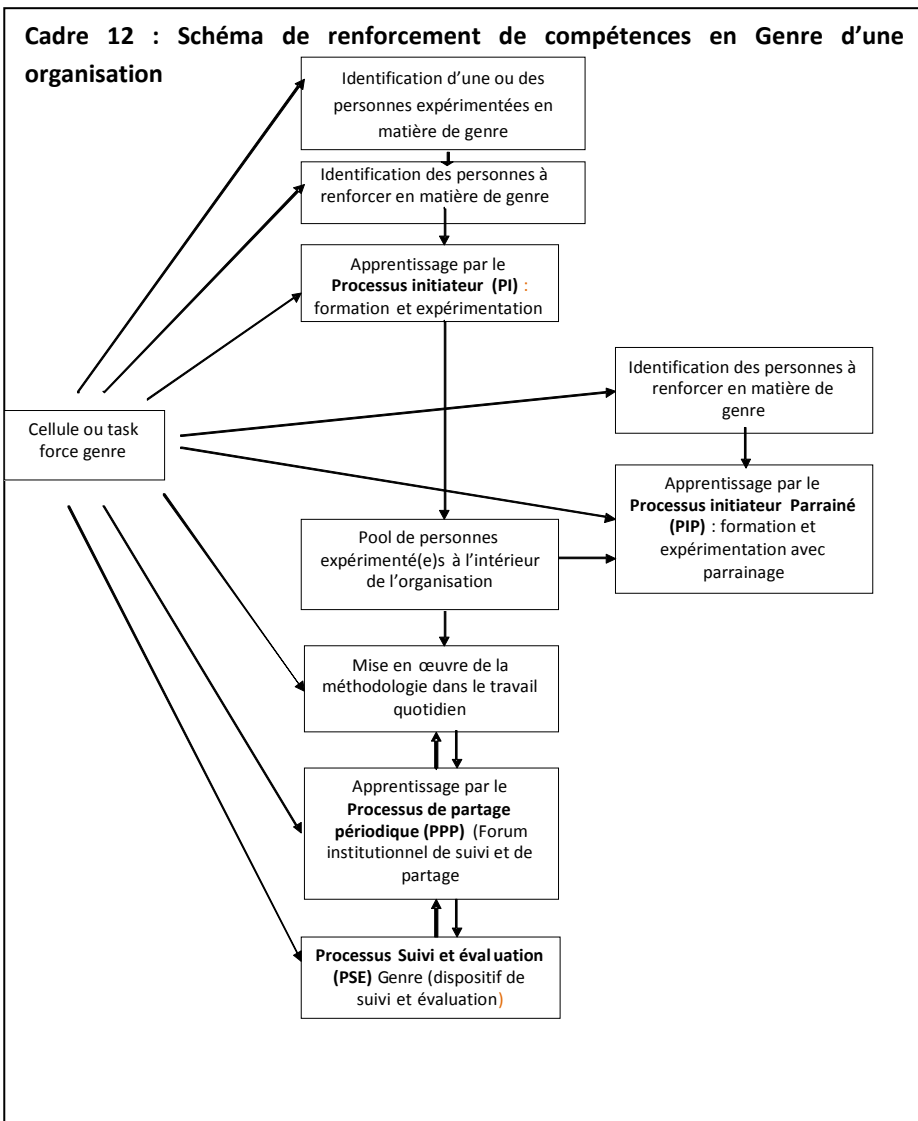 Cadre 12 : Schéma de renforcement de compétences en Genre d’une
organisation
Identification d’une ou des
personnes expérimentées en
matière de genre
Identification des personnes à
renforcer en matière de genre
Apprentissage par le
Processus initiateur (PI) :
formation et expérimentation
Identification des personnes à
renforcer en matière de
genre
Cellule ou task
force genre
Apprentissage par le
Processus initiateur Parrainé
(PIP) : formation et
expérimentation avec
parrainage
Pool de personnes
expérimenté(e)s à l’intérieur
de l’organisation
Mise en œuvre de la
méthodologie dans le travail
quotidien
Apprentissage par le
Processus de partage
périodique (PPP) (Forum
institutionnel de suivi et de
partage
Processus Suivi et évaluation
(PSE) Genre (dispositif de
suivi et évaluation)